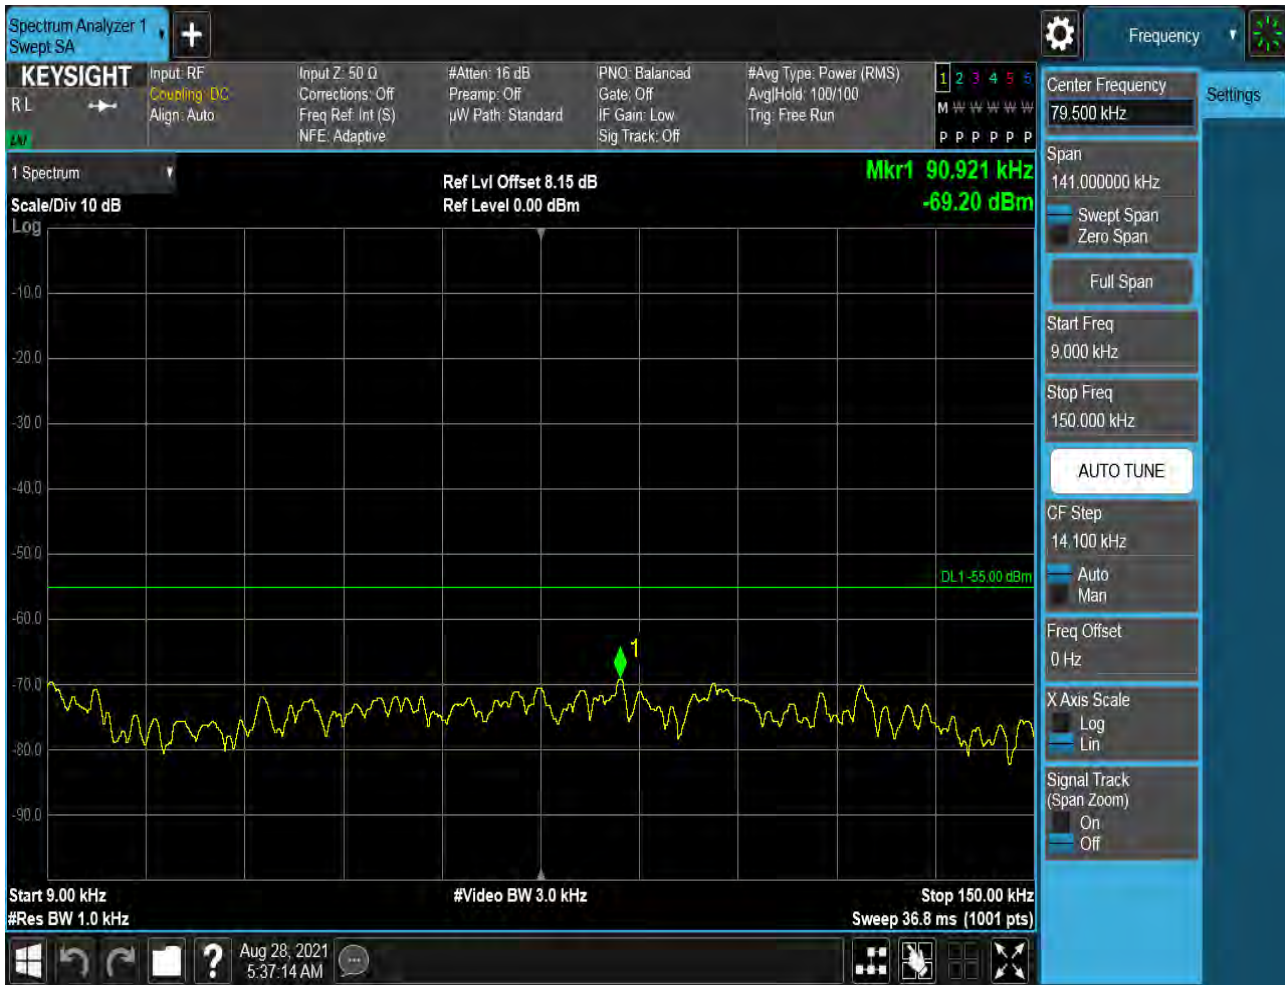 Spectrum Analyzer 1
Swept SA
Frequency
KEYSIGHT
R L
LXI
Input: RF
Coupling: DC
Align: Auto
Input Z: 50 Ω
Corrections: Off
Freq Ref: Int (S)
NFE: Adaptive
#Atten: 16 dB
Preamp: Off
µW Path: Standard
PNO: Balanced
Gate: Off
IF Gain: Low
Sig Track: Off
#Avg Type: Power (RMS)
Avg|Hold: 100/100
Trig: Free Run
1 2 3 4 5 6
M W W W W W
P P P P P P
1 Spectrum
Scale/Div 10 dB
Log
Ref Lvl Offset 8.15 dB
Ref Level 0.00 dBm
Mkr1 90.921 kHz
-69.20 dBm
-10.0
-20.0
-30.0
-40.0
-50.0
-60.0
-70.0
-80.0
-90.0
DL1 -55.00 dBm
1
Start 9.00 kHz
#Res BW 1.0 kHz
#Video BW 3.0 kHz
Stop 150.00 kHz
Sweep 36.8 ms (1001 pts)
Aug 28, 2021
5:37:14 AM
Center Frequency
79.500 kHz
Settings
Span
141.000000 kHz
Swept Span
Zero Span
Full Span
Start Freq
9.000 kHz
Stop Freq
150.000 kHz
AUTO TUNE
CF Step
14.100 kHz
Auto
Man
Freq Offset
0 Hz
X Axis Scale
Log
Lin
Signal Track
(Span Zoom)
On
Off